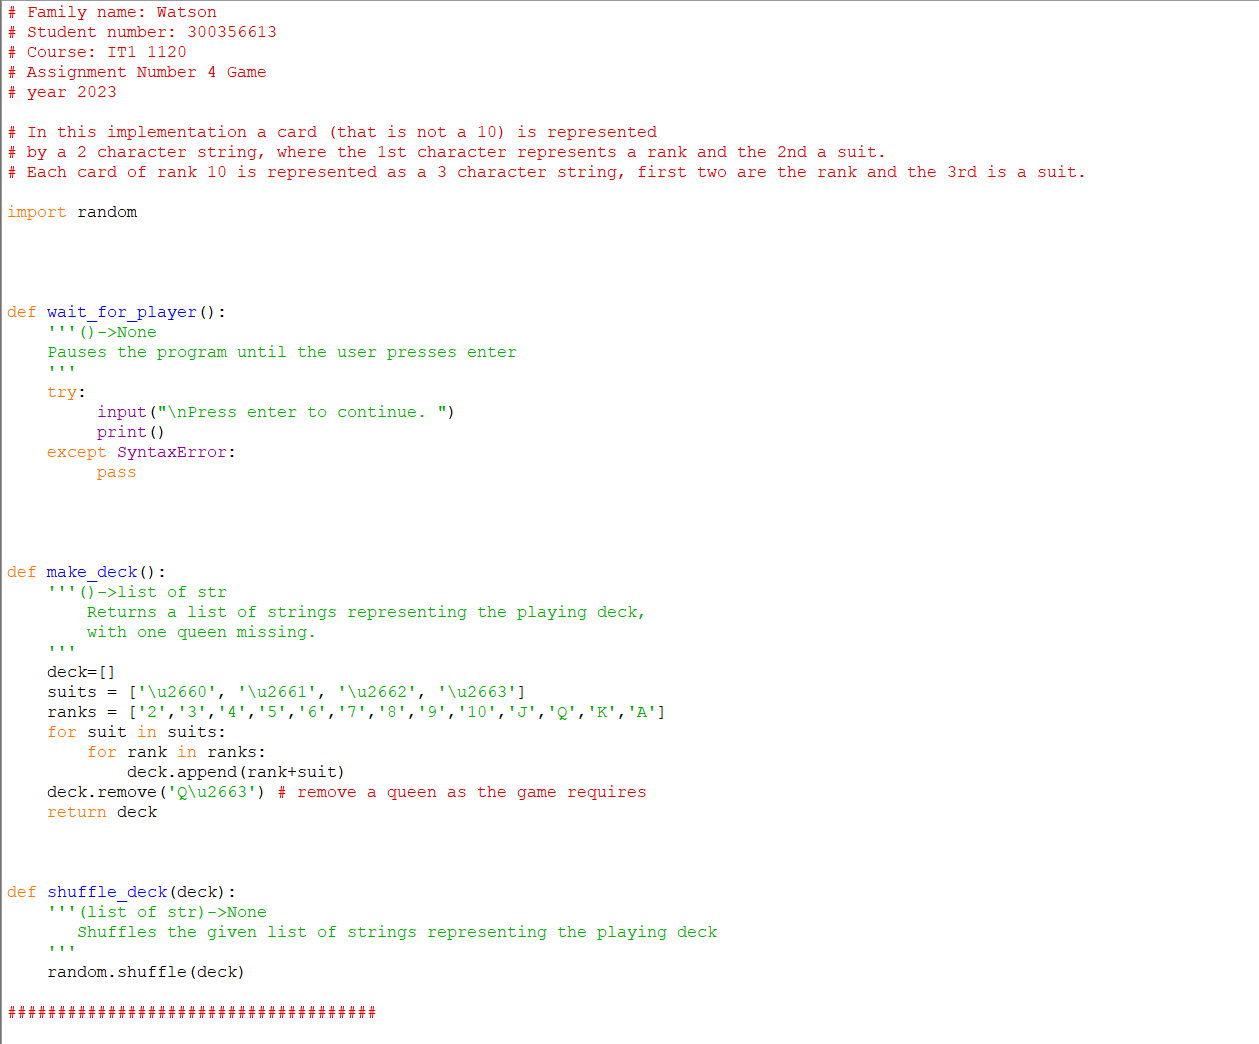 # Family name: Watson
# Student number: 300356613
# Course: IT1 1120
# Assignment Number 4 Game
# year 2023
# In this implementation a card (that is not a 10) is represented
# by a 2 character string, where the 1st character represents a rank and the 2nd a suit.
# Each card of rank 10 is represented as a 3 character string, first two are the rank and the 3rd is a suit.
import random
def wait_for_player():
    '''()->None
    Pauses the program until the user presses enter
    '''
    try:
         input("\nPress enter to continue. ")
         print()
    except SyntaxError:
         pass
def make_deck():
    '''()->list of str
        Returns a list of strings representing the playing deck,
        with one queen missing.
    '''
    deck=[]
    suits = ['\u2660', '\u2661', '\u2662', '\u2663']
    ranks = ['2','3','4','5','6','7','8','9','10','J','Q','K','A']
    for suit in suits:
        for rank in ranks:
            deck.append(rank+suit)
    deck.remove('Q\u2663') # remove a queen as the game requires
    return deck
def shuffle_deck(deck):
    '''(list of str)->None
       Shuffles the given list of strings representing the playing deck
    '''
    random.shuffle(deck)
#####################################